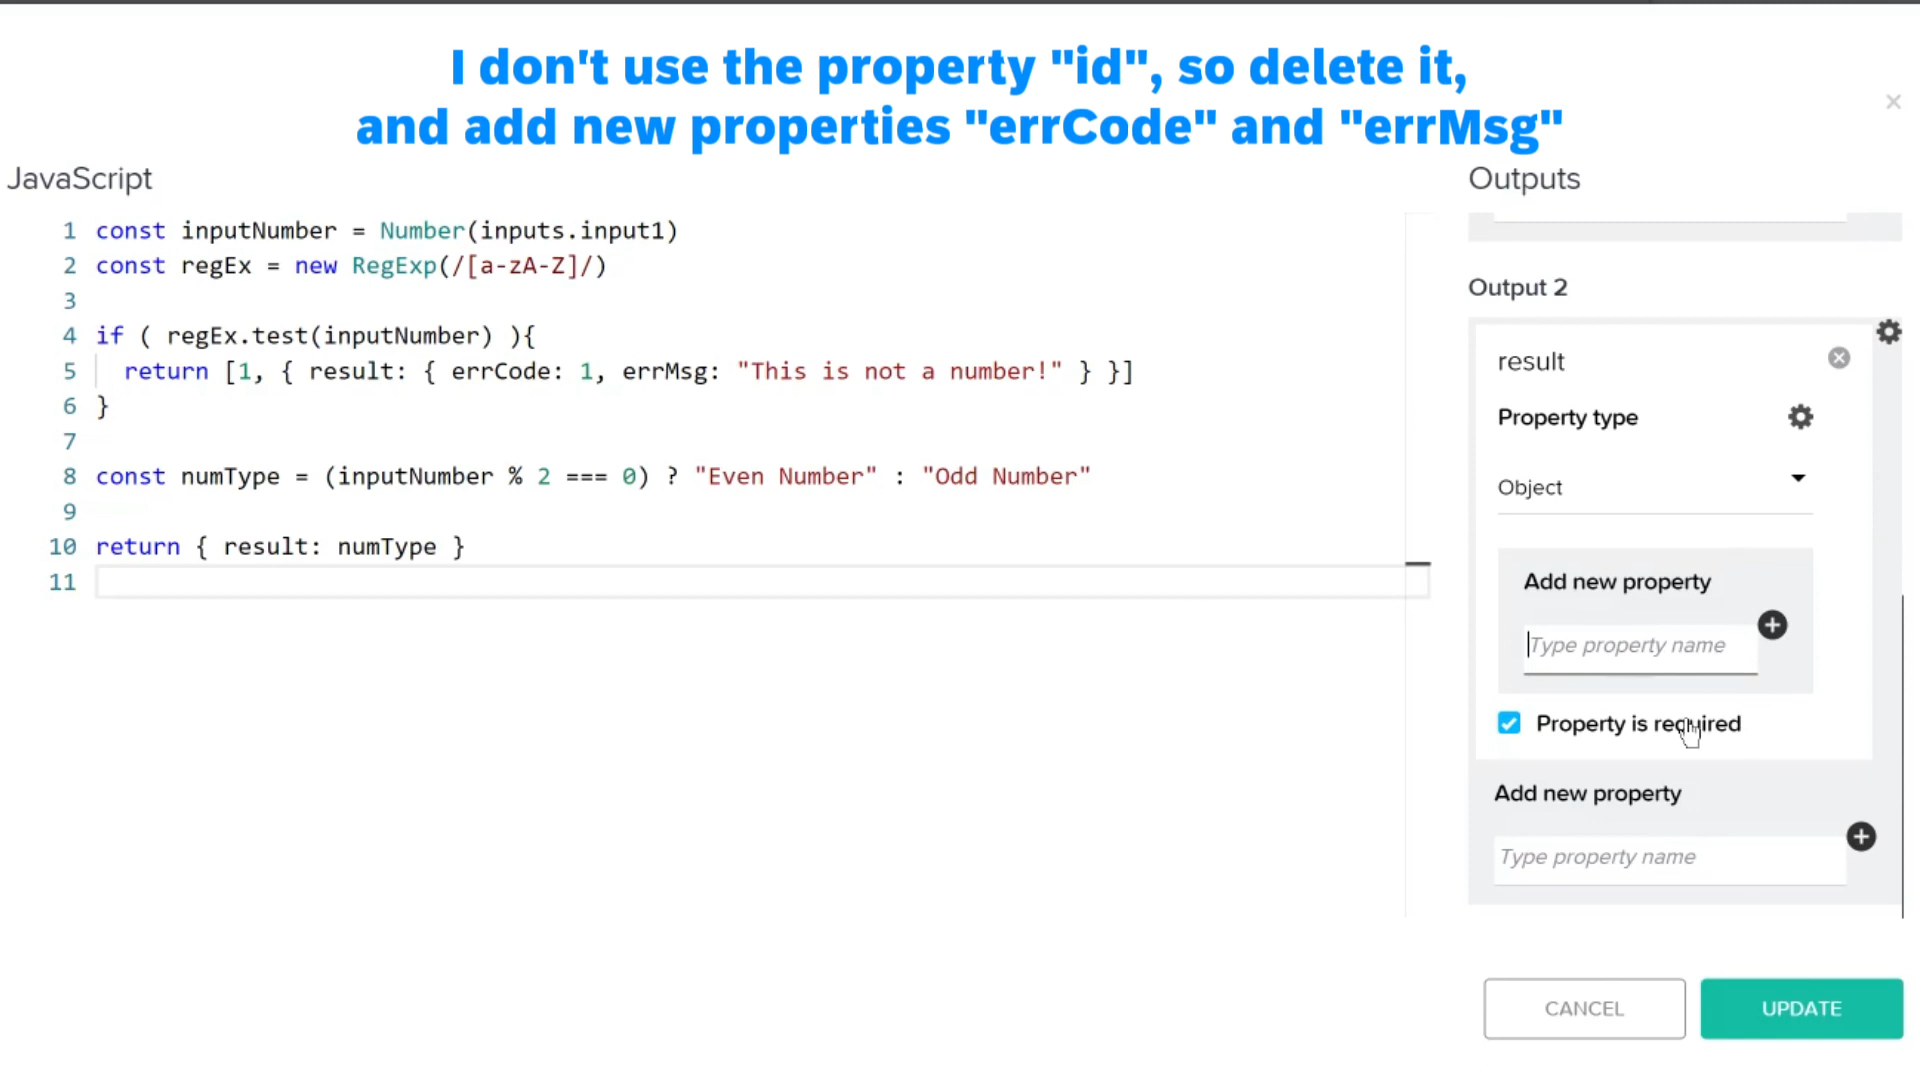 I don't use the property "id", so delete it,
and add new properties "errCode" and "errMsg"
JavaScript
1 const inputNumber = Number(inputs.input1)
2 const regEx = new RegExp(/[a-zA-Z]/)
3
4 if ( regEx.test(inputNumber) ){
5   return [1, { result: { errCode: 1, errMsg: "This is not a number!" } }]
6 }
7
8 const numType = (inputNumber % 2 === 0) ? "Even Number" : "Odd Number"
9
10 return { result: numType }
11
Outputs
Output 2
result
Property type
Object
Add new property
Type property name
Property is required
Add new property
Type property name
CANCEL
UPDATE